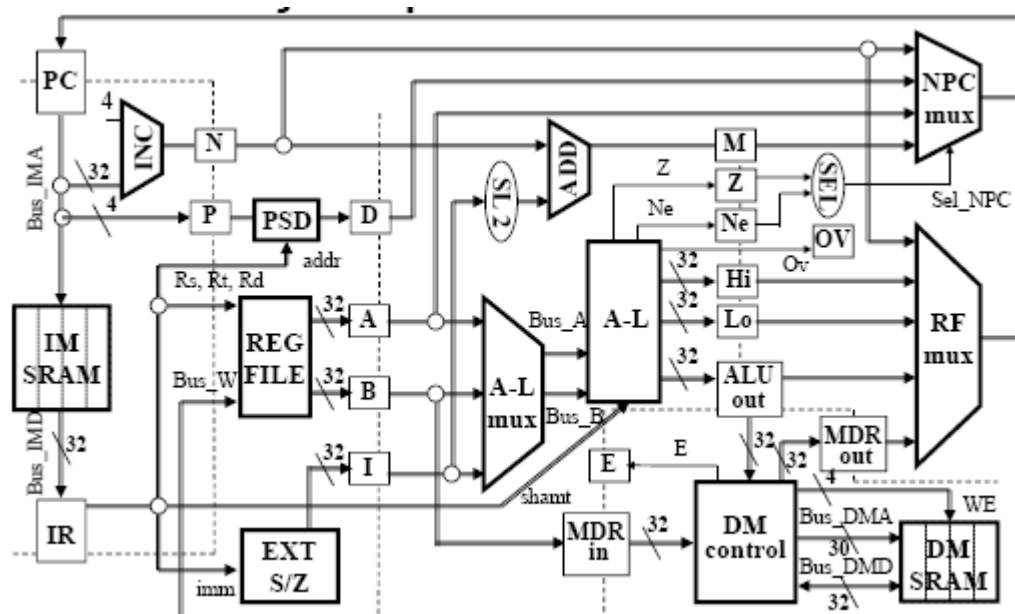 PC
4
INC
N
32
4
Bus_IMA
P
PSD
D
addr
SL 2
ADD
M
Z
Z
Ne
Ne
SEL
OV
Ov
NPC
mux
Sel_NPC
Rs, Rt, Rd
IM
SRAM
REG
FILE
Bus_W
32
A
32
B
32
I
A-L
mux
Bus_A
Bus_B
A-L
32
Hi
32
Lo
32
ALU
out
RF
mux
Bus_IMD
32
IR
shamt
imm
EXT
S/Z
E
E
MDR
in
32
DM
control
32
32
MDR
out
4
WE
Bus_DMA
30
Bus_DMD
32
DM
SRAM